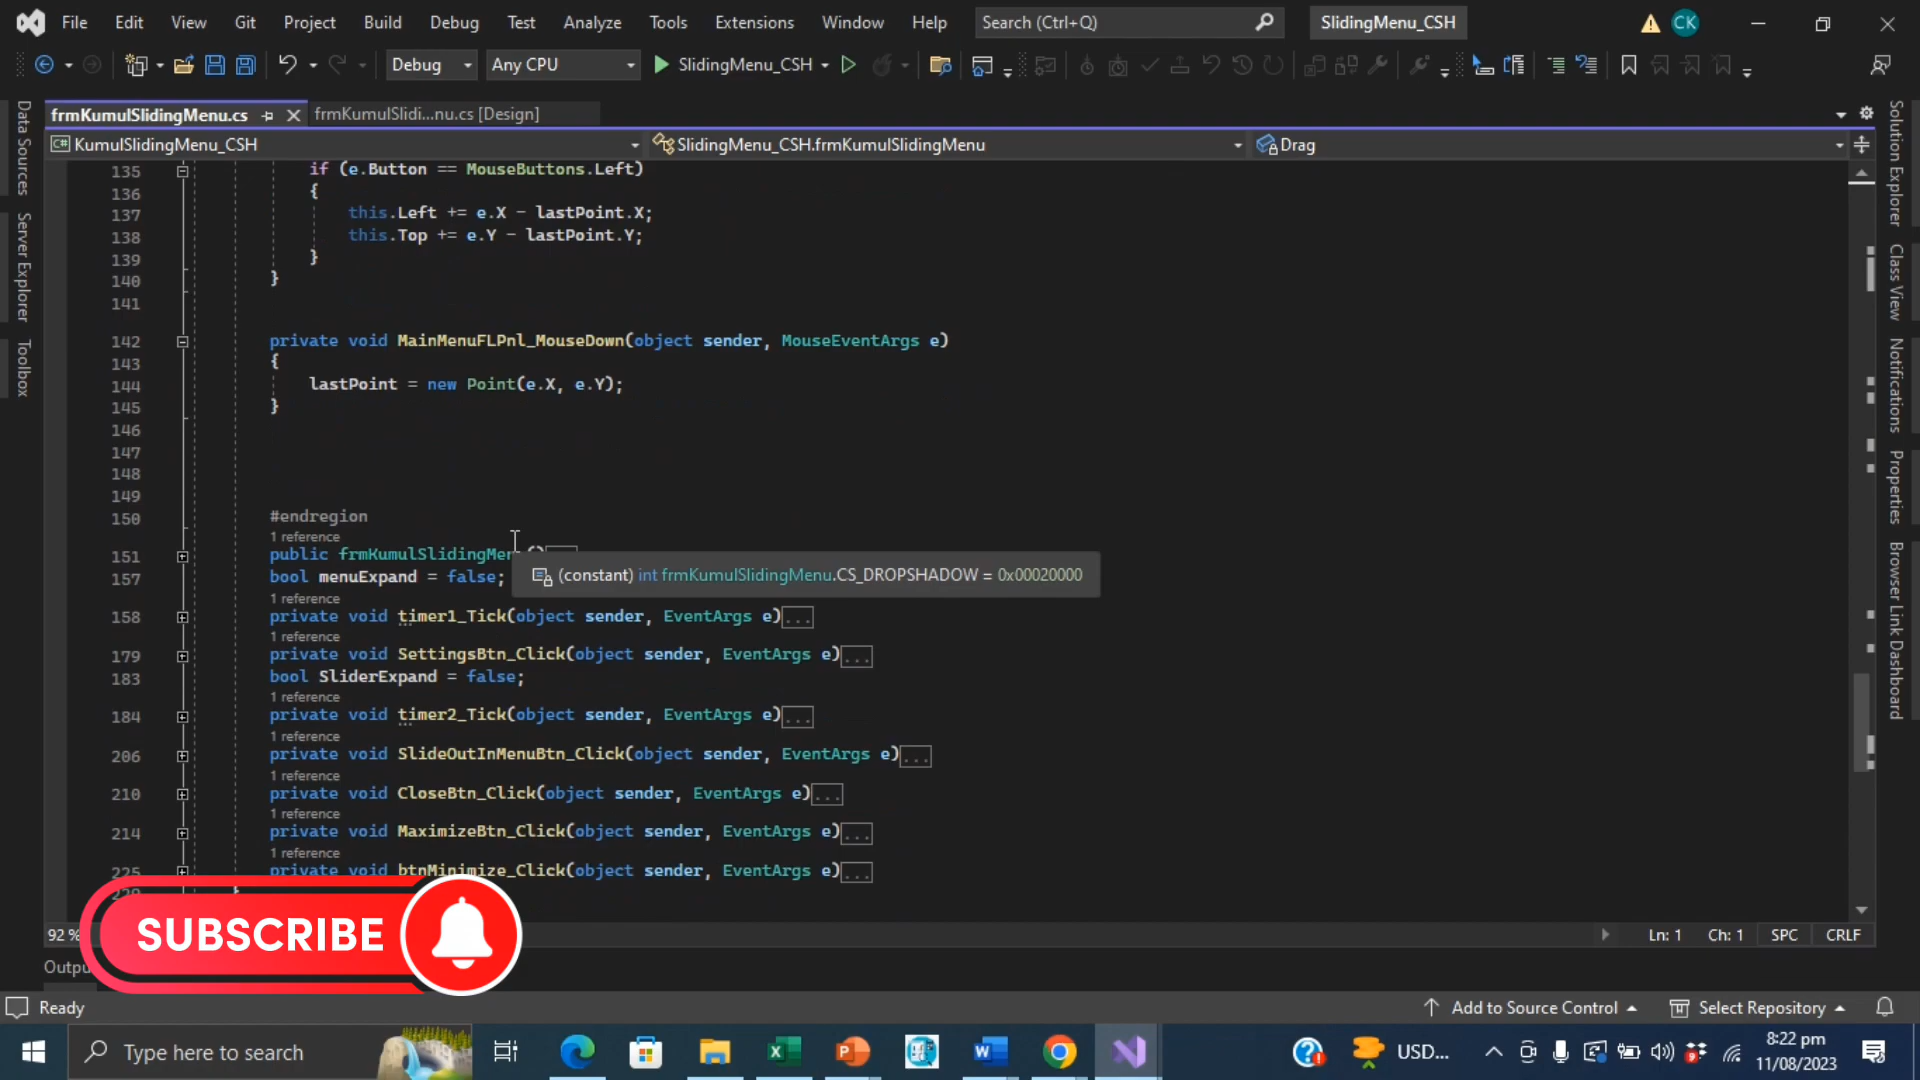 File Edit View Git Project Build Debug Test Analyze Tools Extensions Window Help Search (Ctrl+Q) SlidingMenu_CSH CK
Debug Any CPU SlidingMenu_CSH
frmKumulSlidingMenu.cs frmKumulSlidi...nu.cs [Design]
C# KumulSlidingMenu_CSH SlidingMenu_CSH.frmKumulSlidingMenu Drag
Data Sources
Server Explorer
Toolbox
135 if (e.Button == MouseButtons.Left)
136 {
137 this.Left += e.X - lastPoint.X;
138 this.Top += e.Y - lastPoint.Y;
139 }
140 }
141
142 private void MainMenuFLPnl_MouseDown(object sender, MouseEventArgs e)
143 {
144 lastPoint = new Point(e.X, e.Y);
145 }
146
147
148
149
150 #endregion
1 reference
151 public frmKumulSlidingMen
157 bool menuExpand = false;
(constant) int frmKumulSlidingMenu.CS_DROPSHADOW = 0x00020000
1 reference
158 private void timer1_Tick(object sender, EventArgs e)...
1 reference
179 private void SettingsBtn_Click(object sender, EventArgs e)...
183 bool SliderExpand = false;
1 reference
184 private void timer2_Tick(object sender, EventArgs e)...
1 reference
206 private void SlideOutInMenuBtn_Click(object sender, EventArgs e)...
1 reference
210 private void CloseBtn_Click(object sender, EventArgs e)...
1 reference
214 private void MaximizeBtn_Click(object sender, EventArgs e)...
1 reference
225 private void btnMinimize_Click(object sender, EventArgs e)...
Solution Explorer
Class View
Notifications
Properties
Browser Link Dashboard
SUBSCRIBE
92 % Ln: 1 Ch: 1 SPC CRLF
Outpu
Ready Add to Source Control Select Repository
Type here to search USD... 8:22 pm
11/08/2023